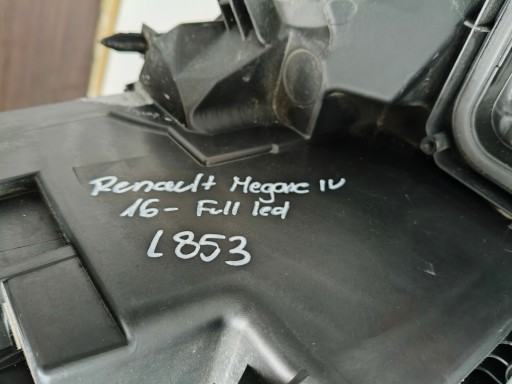 Renault Megane IV
16- Full led
L853